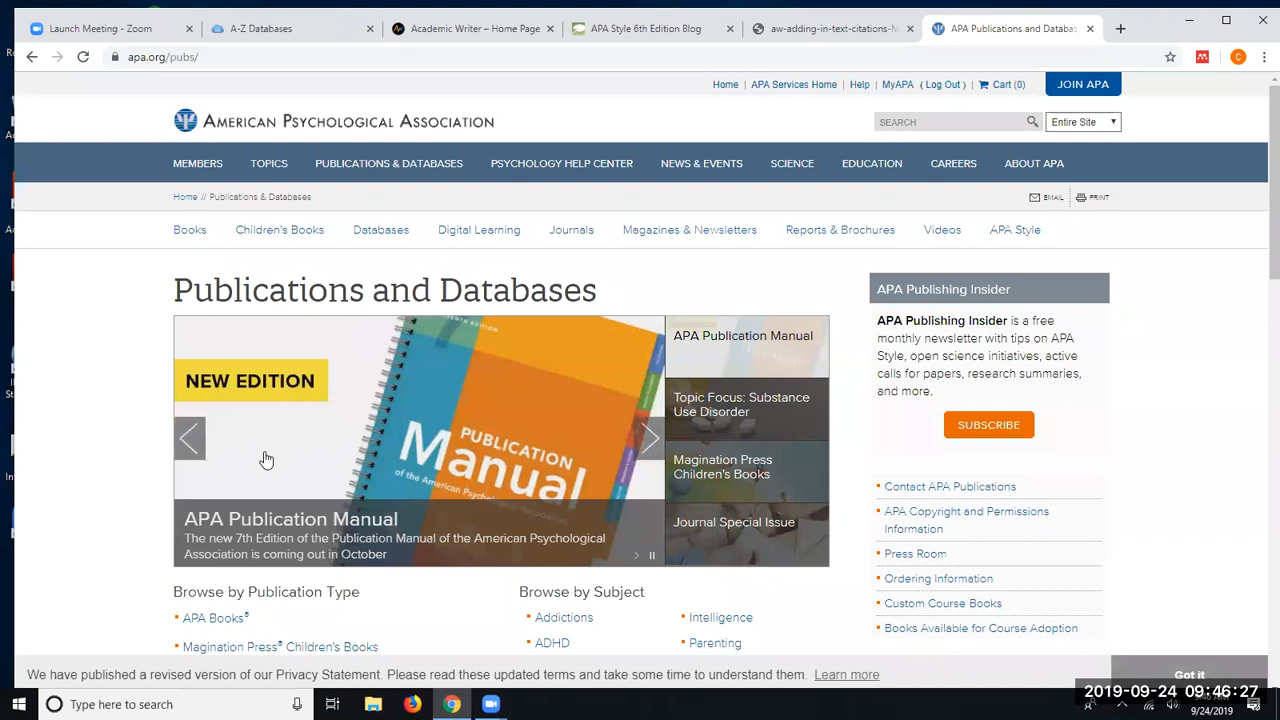 Launch Meeting - Zoom
A-Z Databases
Academic Writer – Home Page
APA Style 6th Edition Blog
aw-adding-in-text-citations-
APA Publications and Databas
apa.org/pubs/
Home | APA Services Home | Help | MyAPA ( Log Out ) | Cart (0)
JOIN APA
AMERICAN PSYCHOLOGICAL ASSOCIATION
SEARCH
Entire Site
MEMBERS TOPICS PUBLICATIONS & DATABASES PSYCHOLOGY HELP CENTER NEWS & EVENTS SCIENCE EDUCATION CAREERS ABOUT APA
Home // Publications & Databases
EMAIL
PRINT
Books Children's Books Databases Digital Learning Journals Magazines & Newsletters Reports & Brochures Videos APA Style
Publications and Databases
NEW EDITION
PUBLICATION
Manual
of the American Psychological
APA Publication Manual
The new 7th Edition of the Publication Manual of the American Psychological
Association is coming out in October
APA Publication Manual
Topic Focus: Substance
Use Disorder
Magination Press
Children's Books
Journal Special Issue
APA Publishing Insider
APA Publishing Insider is a free
monthly newsletter with tips on APA
Style, open science initiatives, active
calls for papers, research summaries,
and more.
SUBSCRIBE
Contact APA Publications
APA Copyright and Permissions
Information
Press Room
Ordering Information
Custom Course Books
Books Available for Course Adoption
Browse by Publication Type
APA Books®
Magination Press® Children's Books
Browse by Subject
Addictions
ADHD
Intelligence
Parenting
We have published a revised version of our Privacy Statement. Please read these updated terms and take some time to understand them. Learn more
Got it
Type here to search
2019-09-24 09:46:27
9/24/2019